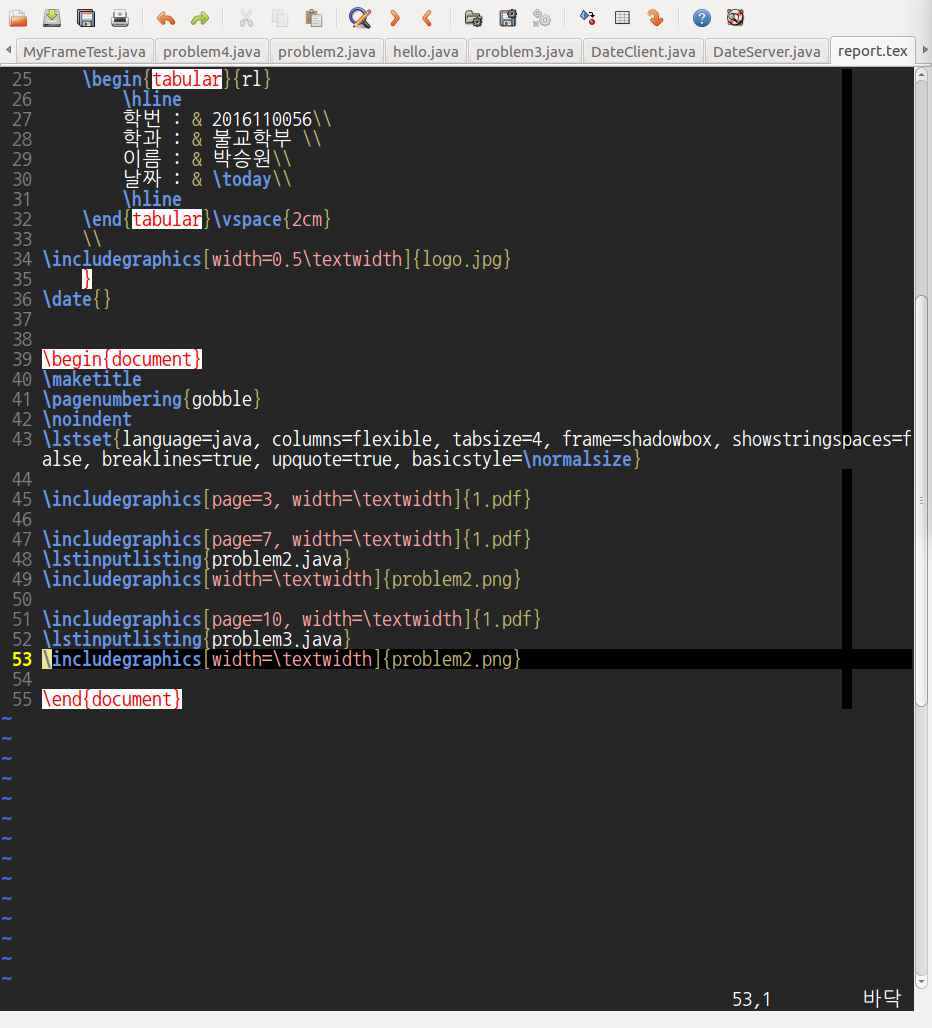 MyFrameTest.java problem4.java problem2.java hello.java problem3.java DateClient.java DateServer.java report.tex
25     \begin{tabular}{rl}
26         \hline
27         학번 : & 2016110056\\
28         학과 : & 불교학부 \\
29         이름 : & 박승원\\
30         날짜 : & \today\\
31         \hline
32     \end{tabular}\vspace{2cm}
33     \\
34 \includegraphics[width=0.5\textwidth]{logo.jpg}
35     }
36 \date{}
37
38
39 \begin{document}
40 \maketitle
41 \pagenumbering{gobble}
42 \noindent
43 \lstset{language=java, columns=flexible, tabsize=4, frame=shadowbox, showstringspaces=f
alse, breaklines=true, upquote=true, basicstyle=\normalsize}
44
45 \includegraphics[page=3, width=\textwidth]{1.pdf}
46
47 \includegraphics[page=7, width=\textwidth]{1.pdf}
48 \lstinputlisting{problem2.java}
49 \includegraphics[width=\textwidth]{problem2.png}
50
51 \includegraphics[page=10, width=\textwidth]{1.pdf}
52 \lstinputlisting{problem3.java}
53 \includegraphics[width=\textwidth]{problem2.png}
54
55 \end{document}
~
~
~
~
~
~
~
~
~
~
~
~
~
~
53,1 바닥